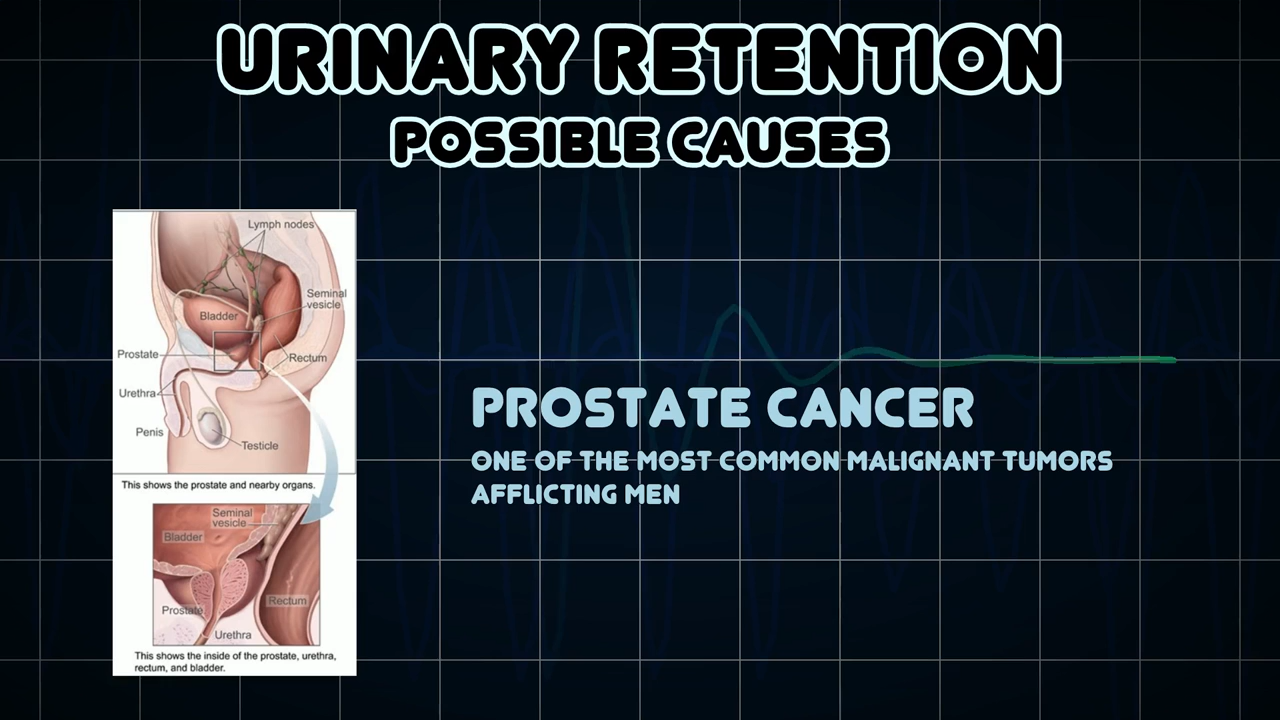 URINARY RETENTION
POSSIBLE CAUSES
Lymph nodes
Seminal
vesicle
Bladder
Prostate
Rectum
Urethra
Penis
Testicle
This shows the prostate and nearby organs.
Seminal
vesicle
Bladder
Prostate
Rectum
Urethra
This shows the inside of the prostate, urethra,
rectum, and bladder.
PROSTATE CANCER
ONE OF THE MOST COMMON MALIGNANT TUMORS
AFFLICTING MEN